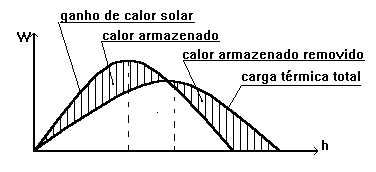 ganho de calor solar
W
calor armazenado
calor armazenado removido
carga térmica total
h